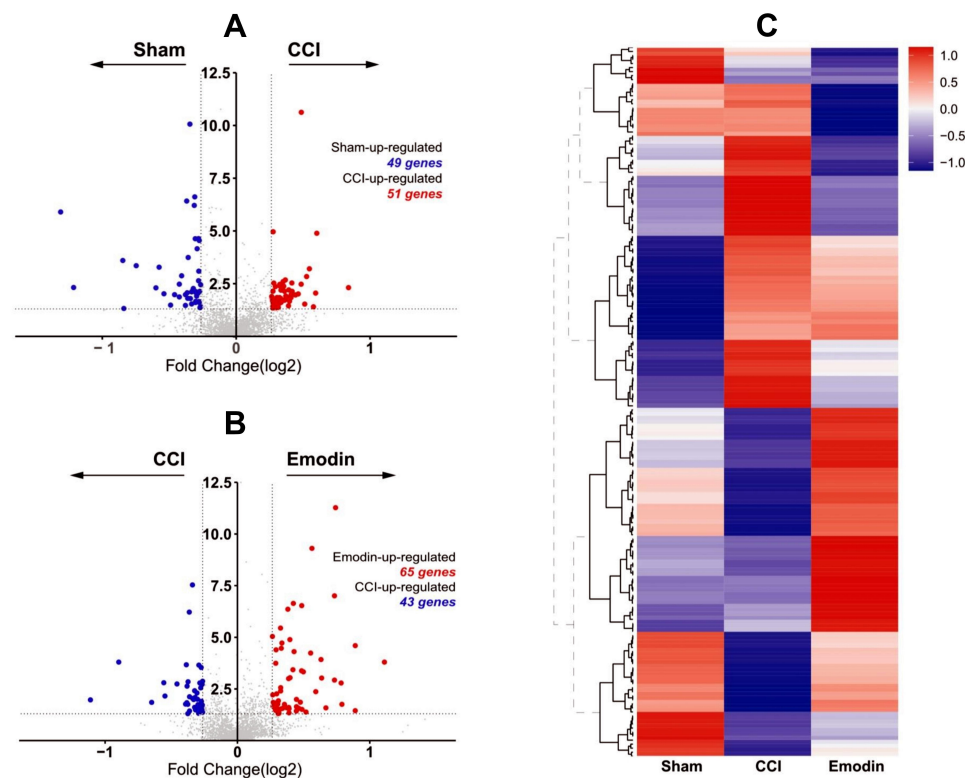 A
Sham
CCI
12.5
10.0
7.5
5.0
2.5
Sham-up-regulated
49 genes
CCI-up-regulated
51 genes
−1
0
1
Fold Change(log2)
B
CCI
Emodin
12.5
10.0
7.5
5.0
2.5
Emodin-up-regulated
65 genes
CCI-up-regulated
43 genes
−1
0
1
Fold Change(log2)
C
1.0
0.5
0.0
−0.5
−1.0
Sham
CCI
Emodin